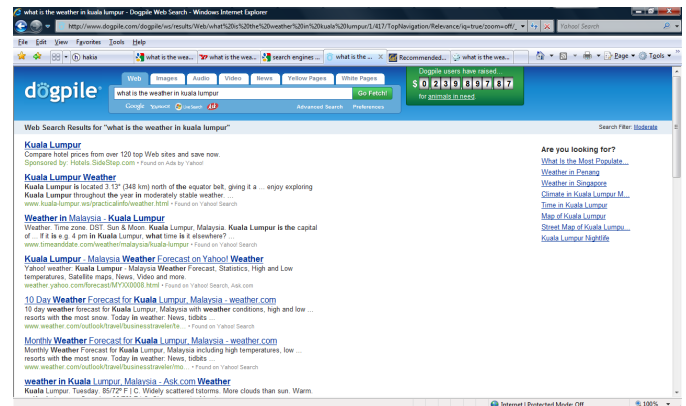 what is the weather in kuala lumpur - Dogpile Web Search - Windows Internet Explorer
http://www.dogpile.com/dogpile/ws/results/Web/what%20is%20the%20weather%20in%20kuala%20lumpur/1/417/TopNavigation/Relevance/iq=true/zoom=off/_
Yahoo! Search
File Edit View Favorites Tools Help
hakia
what is the wea...
what is the wea...
search engines ...
what is the ... X
Recommended...
what is the wea...
Page
Tools
dogpile
Web Images Audio Video News Yellow Pages White Pages
what is the weather in kuala lumpur
Go Fetch!
Google YAHOO! Live Search Ask
Advanced Search Preferences
Dogpile users have raised...
$ 0 2 3 9 8 9 7 8 7
for animals in need
Web Search Results for "what is the weather in kuala lumpur"
Search Filter: Moderate
Kuala Lumpur
Compare hotel prices from over 120 top Web sites and save now.
Sponsored by: Hotels.SideStep.com • Found on Ads by Yahoo!
Kuala Lumpur Weather
Kuala Lumpur is located 3.13° (348 km) north of the equator belt, giving it a ... enjoy exploring
Kuala Lumpur throughout the year in moderately stable weather. ...
www.kuala-lumpur.ws/practicalinfo/weather.html • Found on Yahoo! Search
Weather in Malaysia - Kuala Lumpur
Weather. Time zone. DST. Sun & Moon. Kuala Lumpur, Malaysia. Kuala Lumpur is the capital
of ... If it is e.g. 4 pm in Kuala Lumpur, what time is it elsewhere? ...
www.timeanddate.com/weather/malaysia/kuala-lumpur • Found on Yahoo! Search
Kuala Lumpur - Malaysia Weather Forecast on Yahoo! Weather
Yahoo! weather: Kuala Lumpur - Malaysia Weather Forecast, Statistics, High and Low
temperatures, Satellite maps, News, Video and more.
weather.yahoo.com/forecast/MYXX0008.html • Found on Yahoo! Search, Ask.com
10 Day Weather Forecast for Kuala Lumpur, Malaysia - weather.com
10 day weather forecast for Kuala Lumpur, Malaysia with weather conditions, high and low ...
resorts with the most snow. Today in weather: News, tidbits ...
www.weather.com/outlook/travel/businesstraveler/te... • Found on Yahoo! Search
Monthly Weather Forecast for Kuala Lumpur, Malaysia - weather.com
Monthly Weather Forecast for Kuala Lumpur, Malaysia including high temperatures, low ...
resorts with the most snow. Today in weather: News, tidbits ...
www.weather.com/outlook/travel/businesstraveler/mo... • Found on Yahoo! Search
weather in Kuala Lumpur, Malaysia - Ask.com Weather
Kuala Lumpur. Tuesday. 85/72° F | C. Widely scattered tstorms. More clouds than sun. Warm.
Are you looking for?
What Is the Most Populate...
Weather in Penang
Weather in Singapore
Climate in Kuala Lumpur M...
Time in Kuala Lumpur
Map of Kuala Lumpur
Street Map of Kuala Lumpu...
Kuala Lumpur Nightlife
Internet | Protected Mode: Off
100%